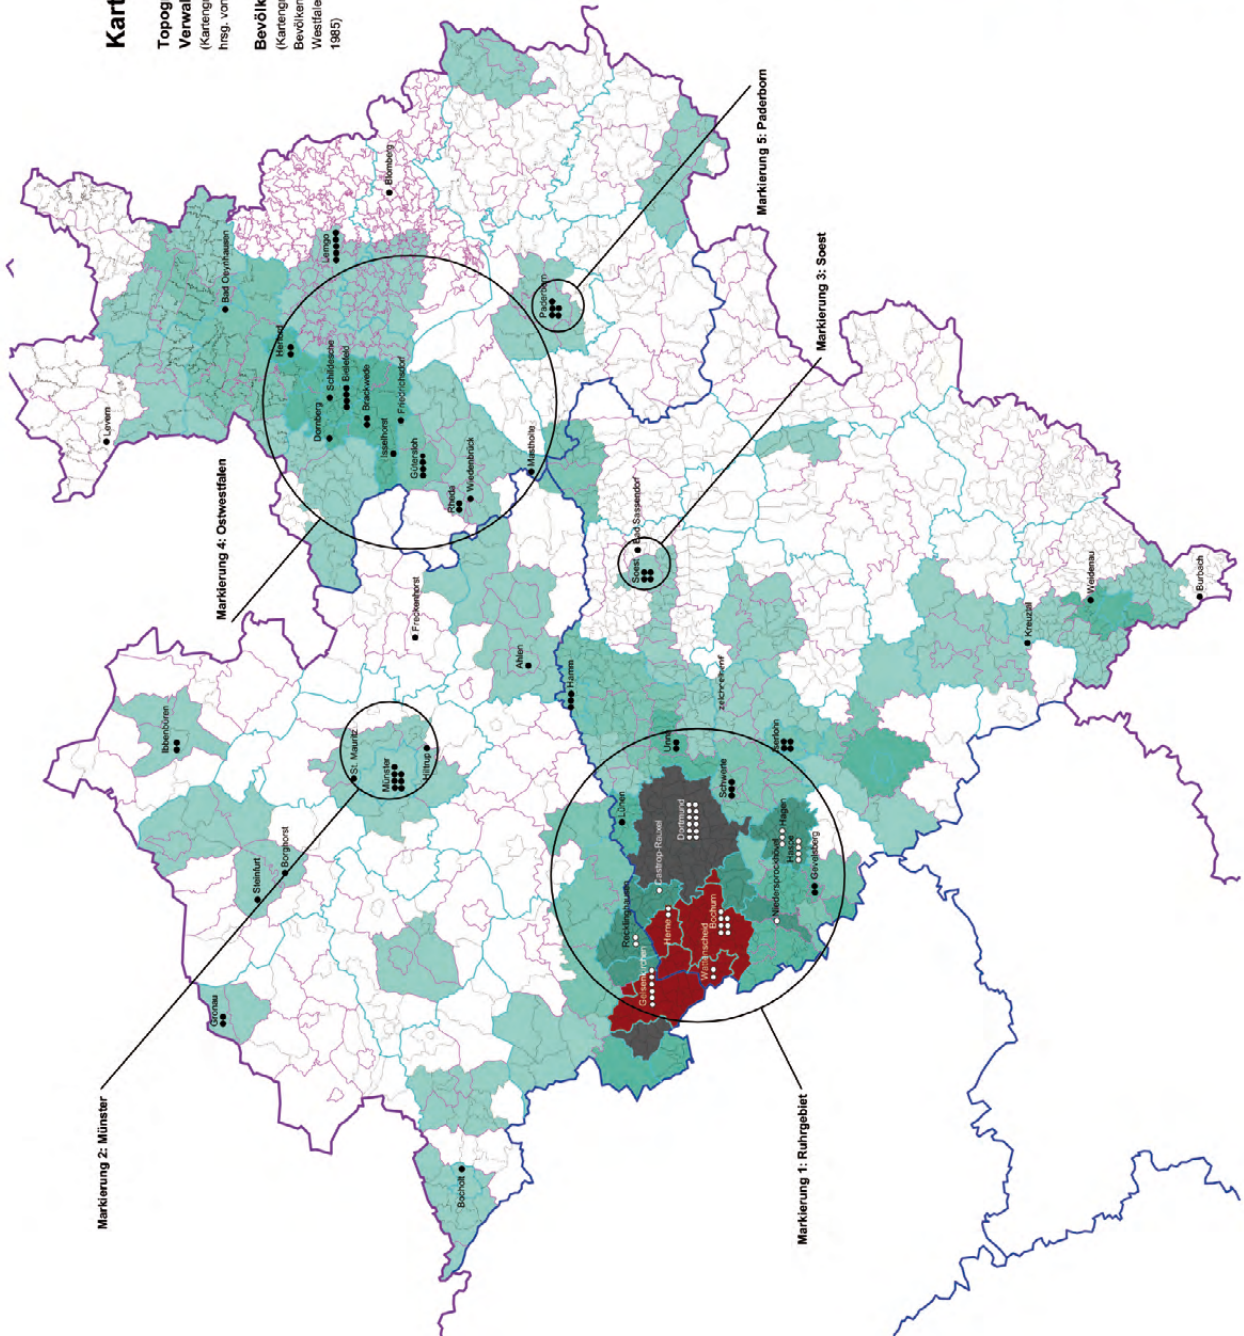 Kart
Topog
Verwal
(Kartengr
hrsg. von
Bevölk
(Kartengr
Bevölker
Westfale
1985)
Markierung 2: Münster
Markierung 4: Ostwestfalen
Markierung 5: Paderborn
Markierung 3: Soest
Markierung 1: Ruhrgebiet
Levern
Bad Oeynhausen
Lemgo
Blomberg
Herford
Schildesche
Dornberg
Bielefeld
Brackwede
Isselhorst
Friedrichsdorf
Gütersloh
Rheda
Wiedenbrück
Mastholte
Paderborn
Ibbenbüren
St. Mauritz
Münster
Hiltrup
Freckenhorst
Ahlen
Hamm
Steinfurt
Borghorst
Gronau
Bocholt
Soest
Bad Sassendorf
Unna
Iserlohn
Schwerte
Lünen
Castrop-Rauxel
Dortmund
Recklinghausen
Herne
Gelsenkirchen
Wattenscheid
Bochum
Niedersprockhövel
Hagen
Haspe
Gevelsberg
Kreuztal
Weidenau
Burbach